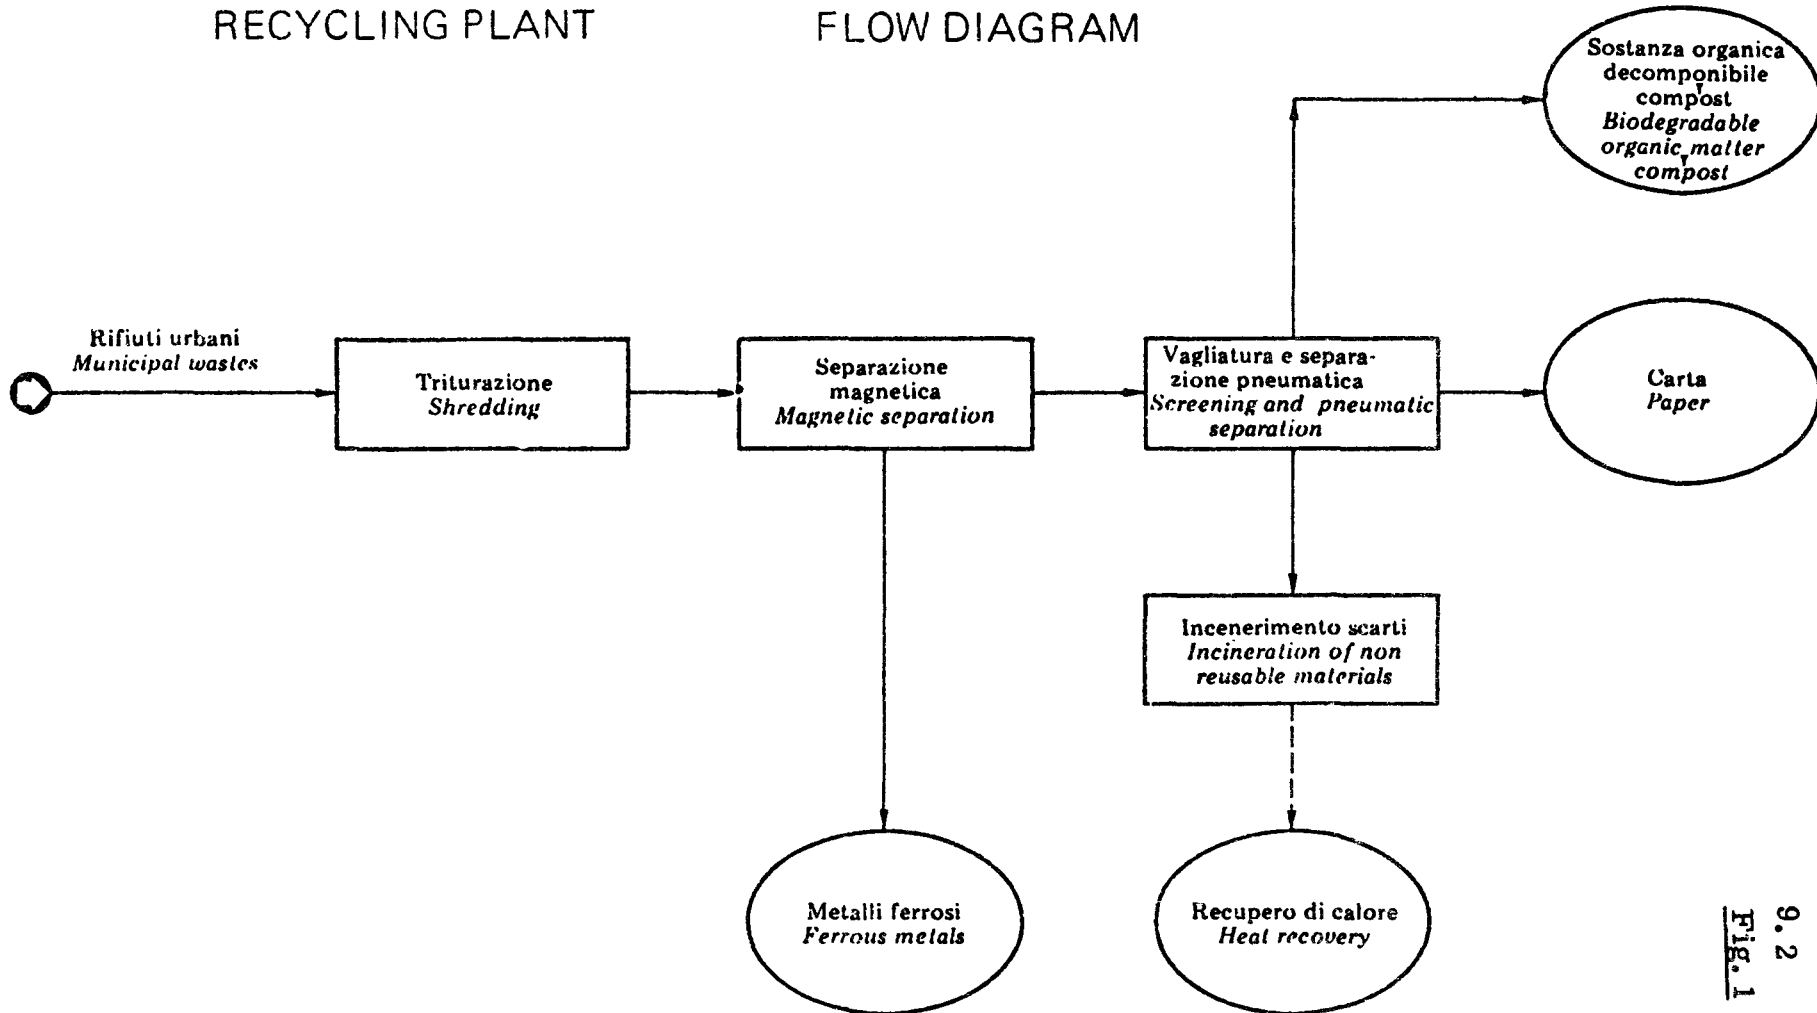 RECYCLING PLANT FLOW DIAGRAM
Sostanza organica
decomponibile
compost
Biodegradable
organic matter
compost
Rifiuti urbani
Municipal wastes
Triturazione
Shredding
Separazione
magnetica
Magnetic separation
Vagliatura e separa-
zione pneumatica
Screening and pneumatic
separation
Carta
Paper
Incenerimento scarti
Incineration of non
reusable materials
Metalli ferrosi
Ferrous metals
Recupero di calore
Heat recovery
9.2
Fig. 1